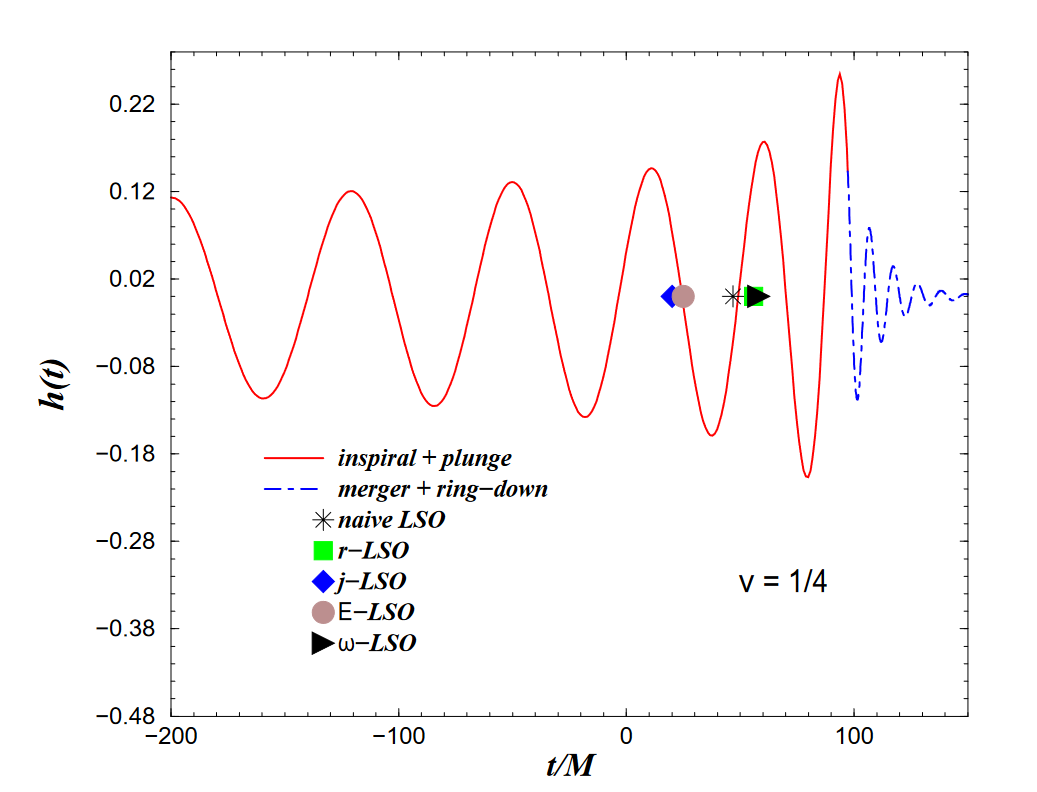 0.22
0.12
0.02
−0.08
−0.18
−0.28
−0.38
−0.48
h(t)
inspiral + plunge
merger + ring−down
naive LSO
r−LSO
j−LSO
E−LSO
ω−LSO
ν = 1/4
−200
−100
0
100
t/M